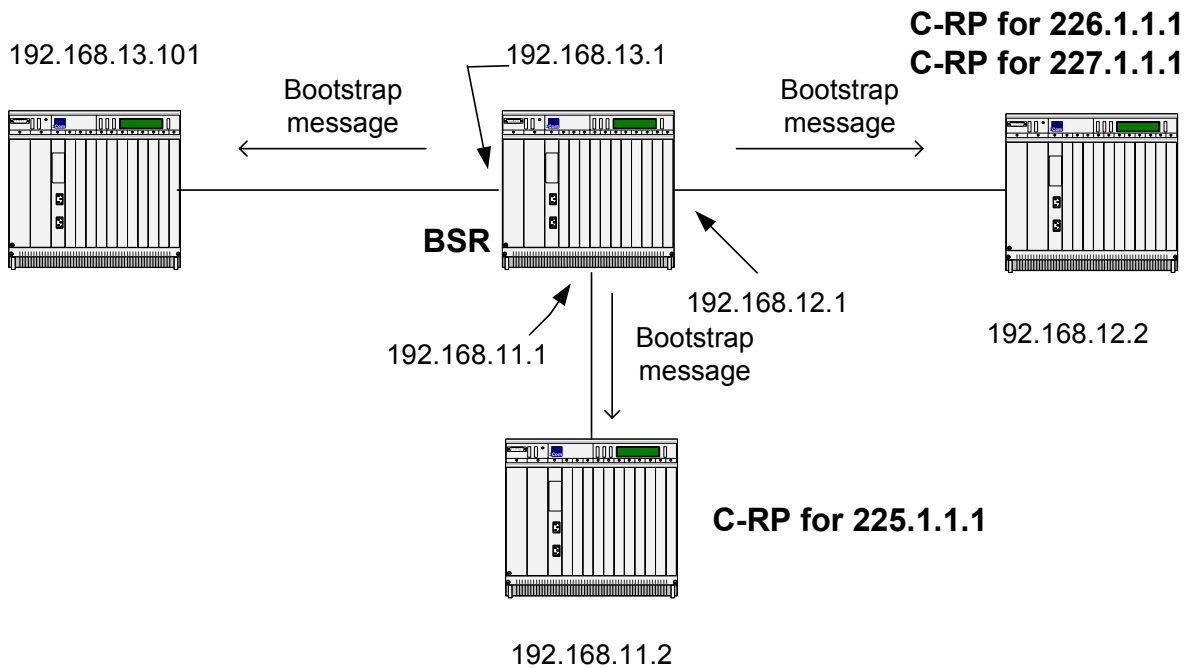 C-RP for 226.1.1.1
192.168.13.101
192.168.13.1
C-RP for 227.1.1.1
Bootstrap
message
Bootstrap
message
BSR
192.168.12.1
192.168.11.1
Bootstrap
message
192.168.12.2
C-RP for 225.1.1.1
192.168.11.2